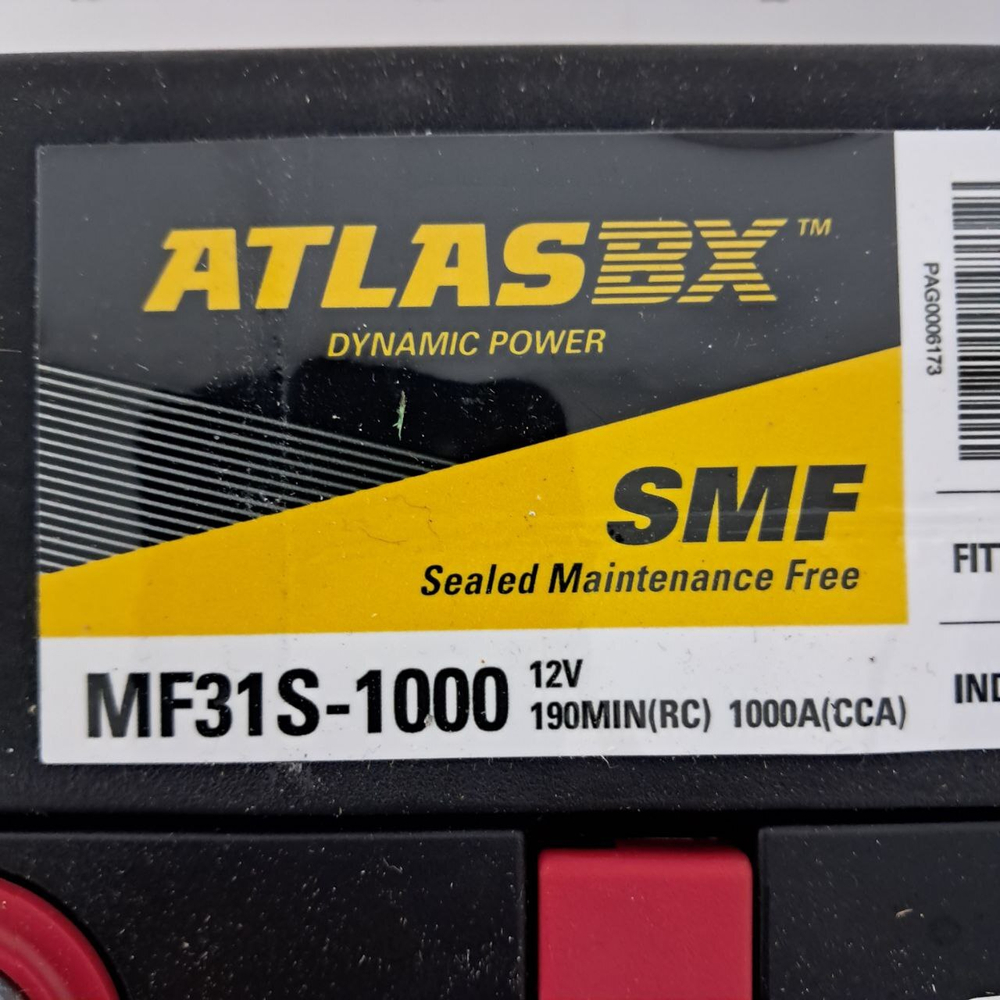 ATLASBX™
DYNAMIC POWER
SMF
Sealed Maintenance Free
MF31S-1000
12V
190MIN(RC) 1000A(CCA)
PAG0006173
FIT
IND